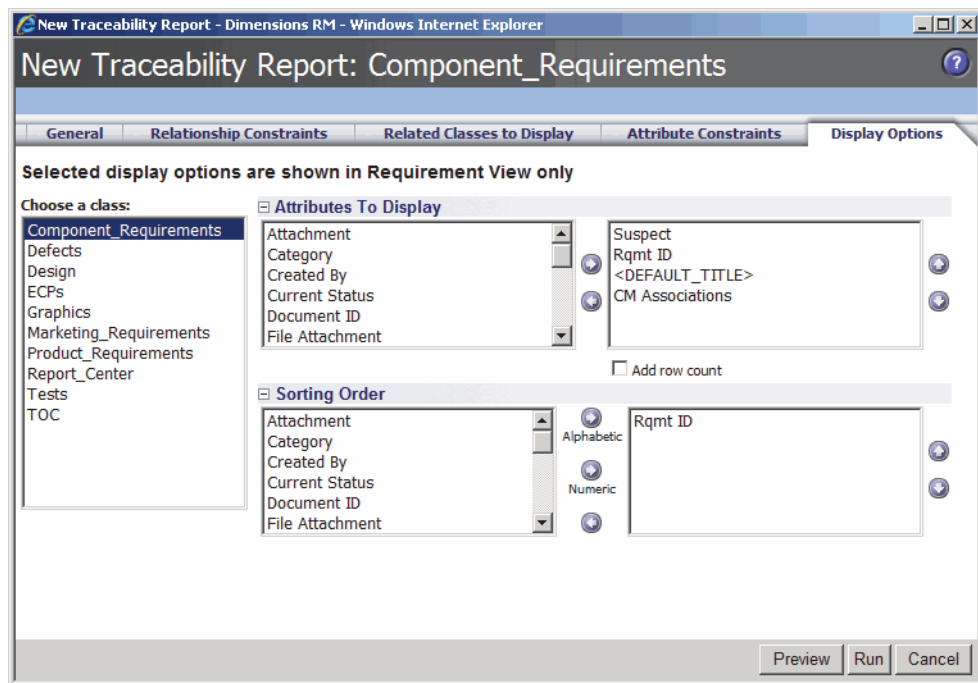 New Traceability Report - Dimensions RM - Windows Internet Explorer
New Traceability Report: Component_Requirements
?
General Relationship Constraints Related Classes to Display Attribute Constraints Display Options
Selected display options are shown in Requirement View only
Choose a class:
Component_Requirements
Defects
Design
ECPs
Graphics
Marketing_Requirements
Product_Requirements
Report_Center
Tests
TOC
Attributes To Display
Attachment
Category
Created By
Current Status
Document ID
File Attachment
Suspect
Rqmt ID
<DEFAULT_TITLE>
CM Associations
Add row count
Sorting Order
Attachment
Category
Created By
Current Status
Document ID
File Attachment
Alphabetic
Numeric
Rqmt ID
Preview Run Cancel